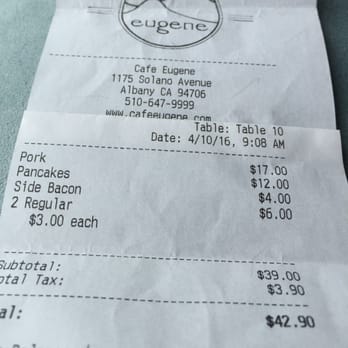 eugene
Cafe Eugene
1175 Solano Avenue
Albany CA 94706
510-647-9999
www.cafeeugene.com
Table: Table 10
Date: 4/10/16, 9:08 AM
Pork $17.00
Pancakes $12.00
Side Bacon $4.00
2 Regular $6.00
$3.00 each
Subtotal: $39.00
otal Tax: $3.90
al: $42.90